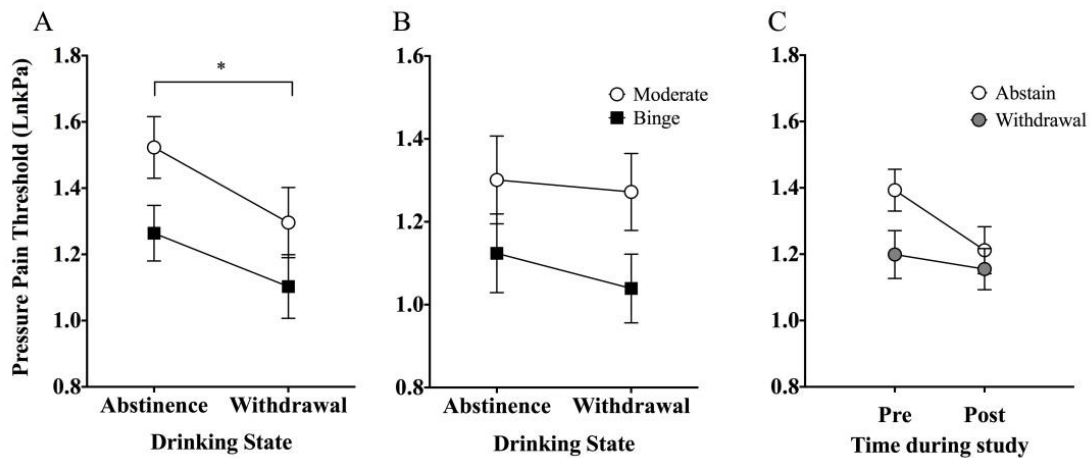 A
B
C
Pressure Pain Threshold (LnkPa)
1.8
1.6
1.4
1.2
1.0
0.8
*
Abstinence Withdrawal
Drinking State
1.6
1.4
1.2
1.0
0.8
Moderate
Binge
Abstinence Withdrawal
Drinking State
1.8
1.6
1.4
1.2
1.0
0.8
Abstain
Withdrawal
Pre Post
Time during study